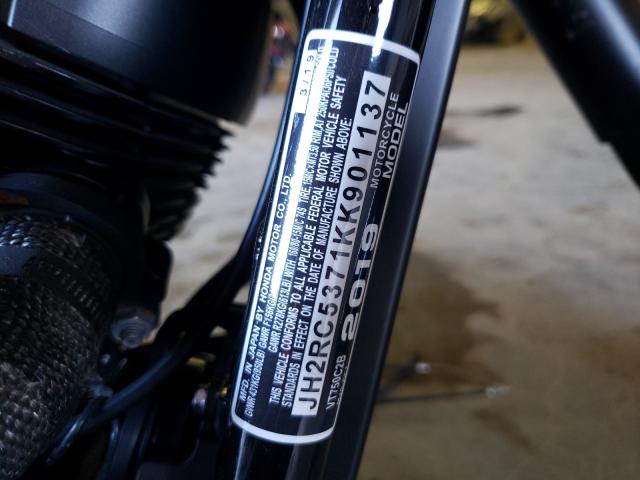 MFD. IN JAPAN BY HONDA MOTOR CO., LTD. 3/19
THIS VEHICLE CONFORMS TO ALL APPLICABLE FEDERAL MOTOR VEHICLE SAFETY
STANDARDS IN EFFECT ON THE DATE OF MANUFACTURE SHOWN ABOVE:
JH2RC5371KK901137
MOTORCYCLE
VT750C2B 2019 MODEL